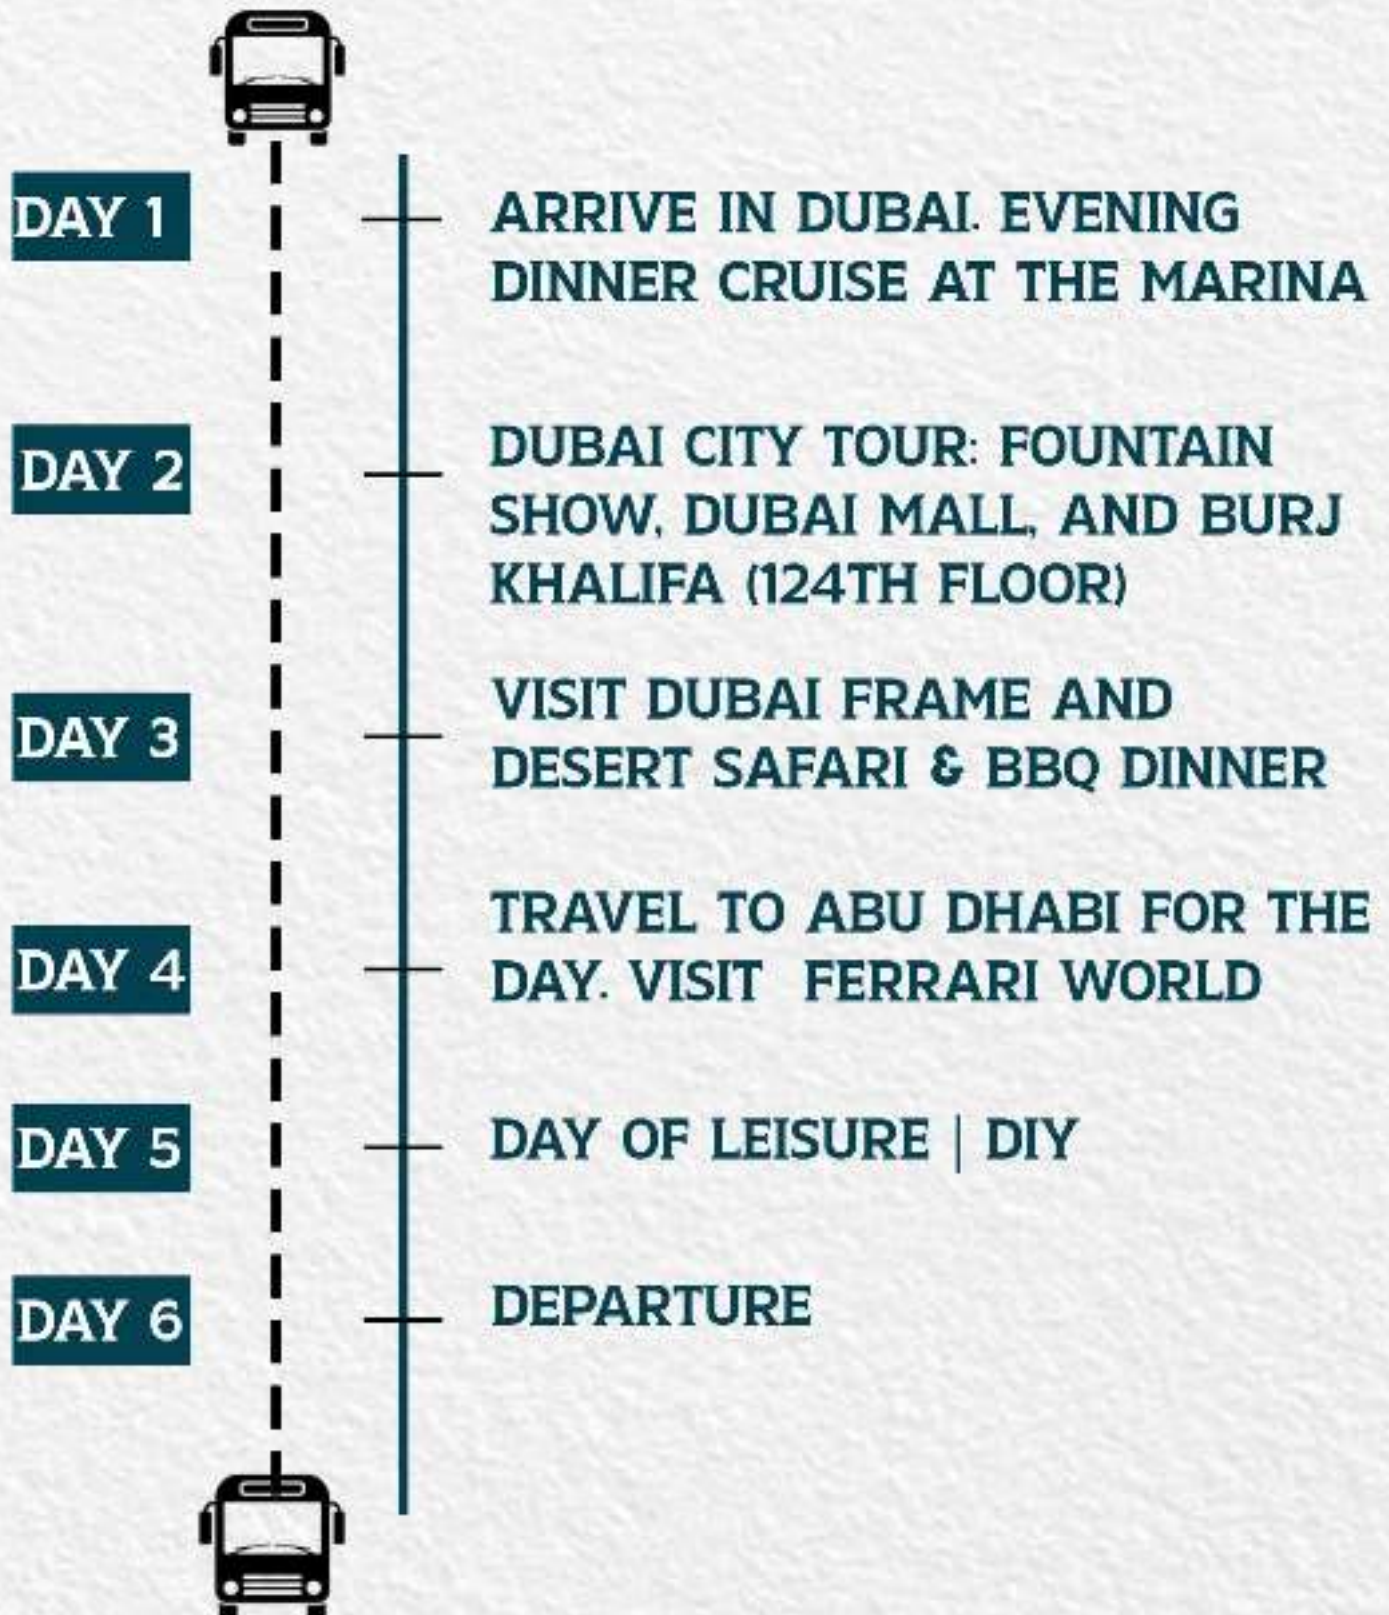 DAY 1
ARRIVE IN DUBAI. EVENING
DINNER CRUISE AT THE MARINA
DAY 2
DUBAI CITY TOUR: FOUNTAIN
SHOW, DUBAI MALL, AND BURJ
KHALIFA (124TH FLOOR)
DAY 3
VISIT DUBAI FRAME AND
DESERT SAFARI & BBQ DINNER
DAY 4
TRAVEL TO ABU DHABI FOR THE
DAY. VISIT FERRARI WORLD
DAY 5
DAY OF LEISURE | DIY
DAY 6
DEPARTURE